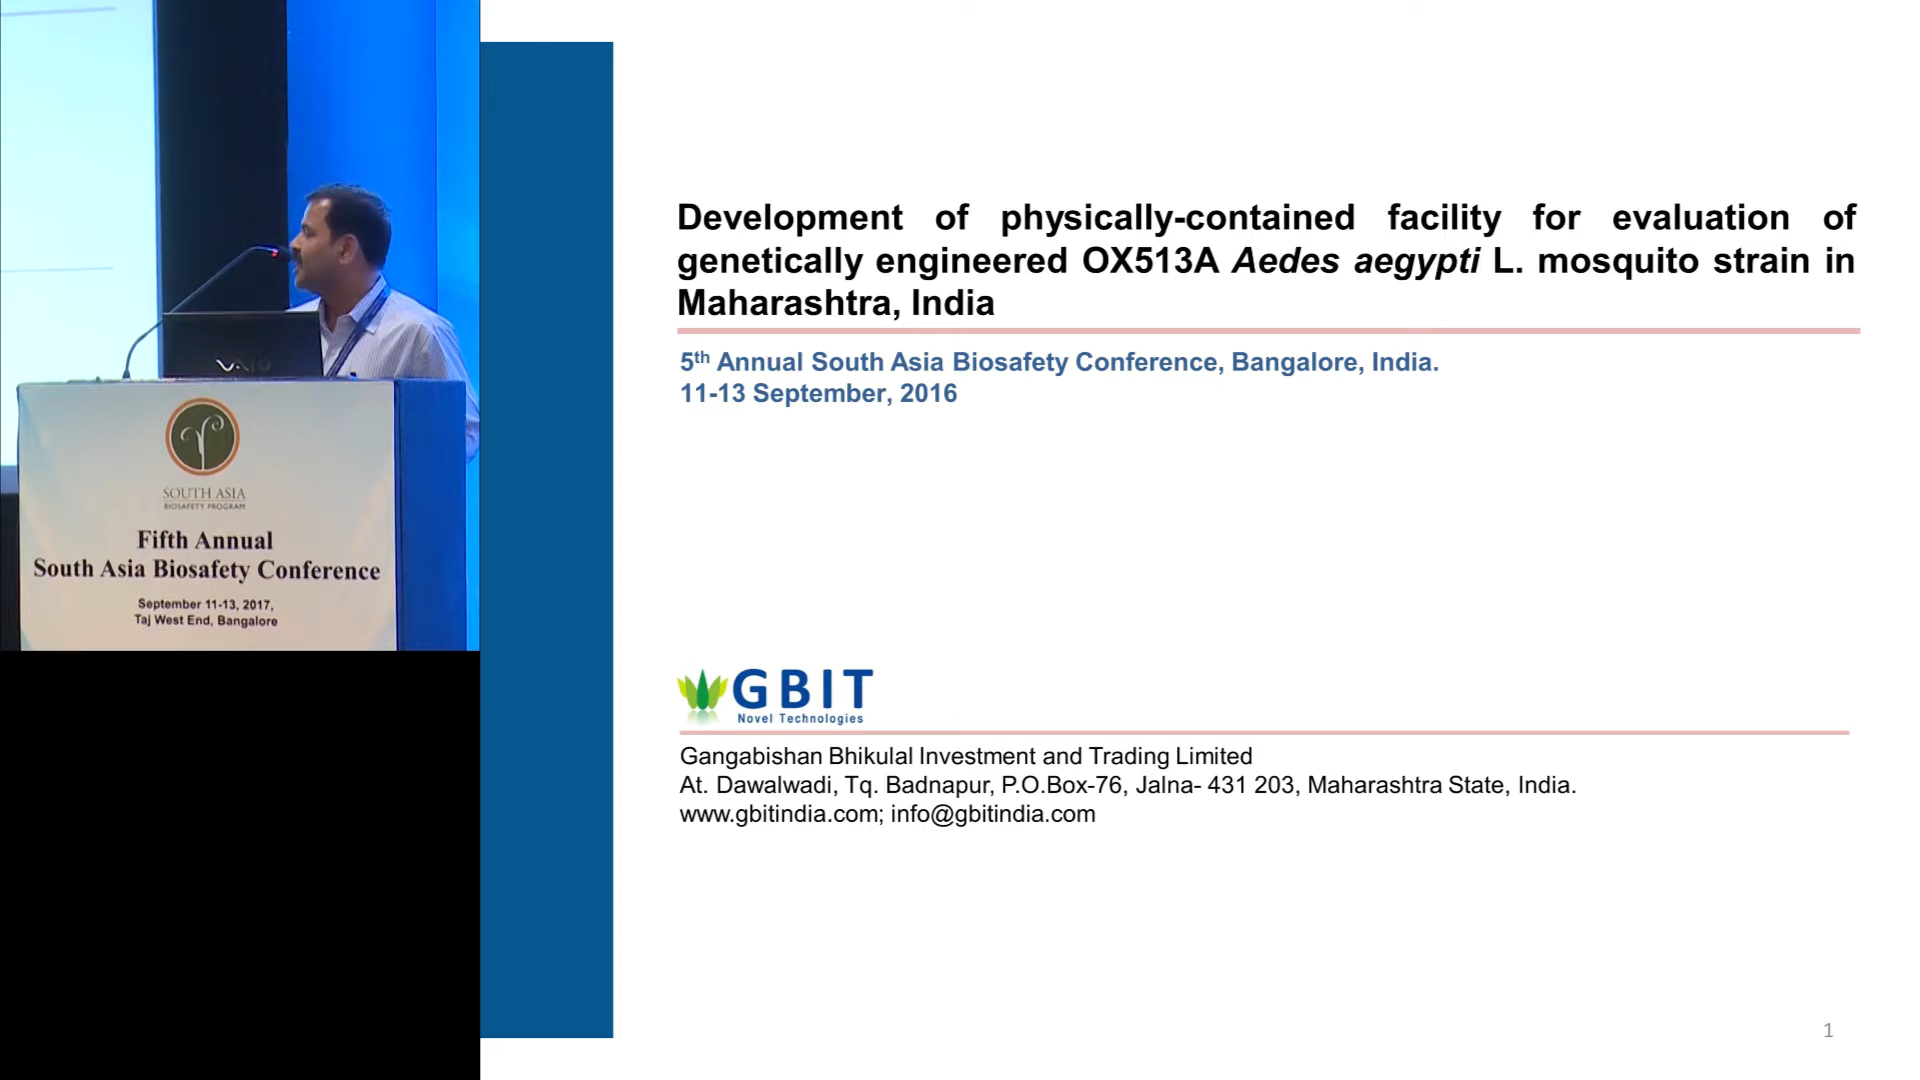 VAIO
SOUTH ASIA
BIOSAFETY PROGRAM
Fifth Annual
South Asia Biosafety Conference
September 11-13, 2017,
Taj West End, Bangalore
Development of physically-contained facility for evaluation of
genetically engineered OX513A Aedes aegypti L. mosquito strain in
Maharashtra, India
5th Annual South Asia Biosafety Conference, Bangalore, India.
11-13 September, 2016
GBIT
Novel Technologies
Gangabishan Bhikulal Investment and Trading Limited
At. Dawalwadi, Tq. Badnapur, P.O.Box-76, Jalna- 431 203, Maharashtra State, India.
www.gbitindia.com; info@gbitindia.com
1